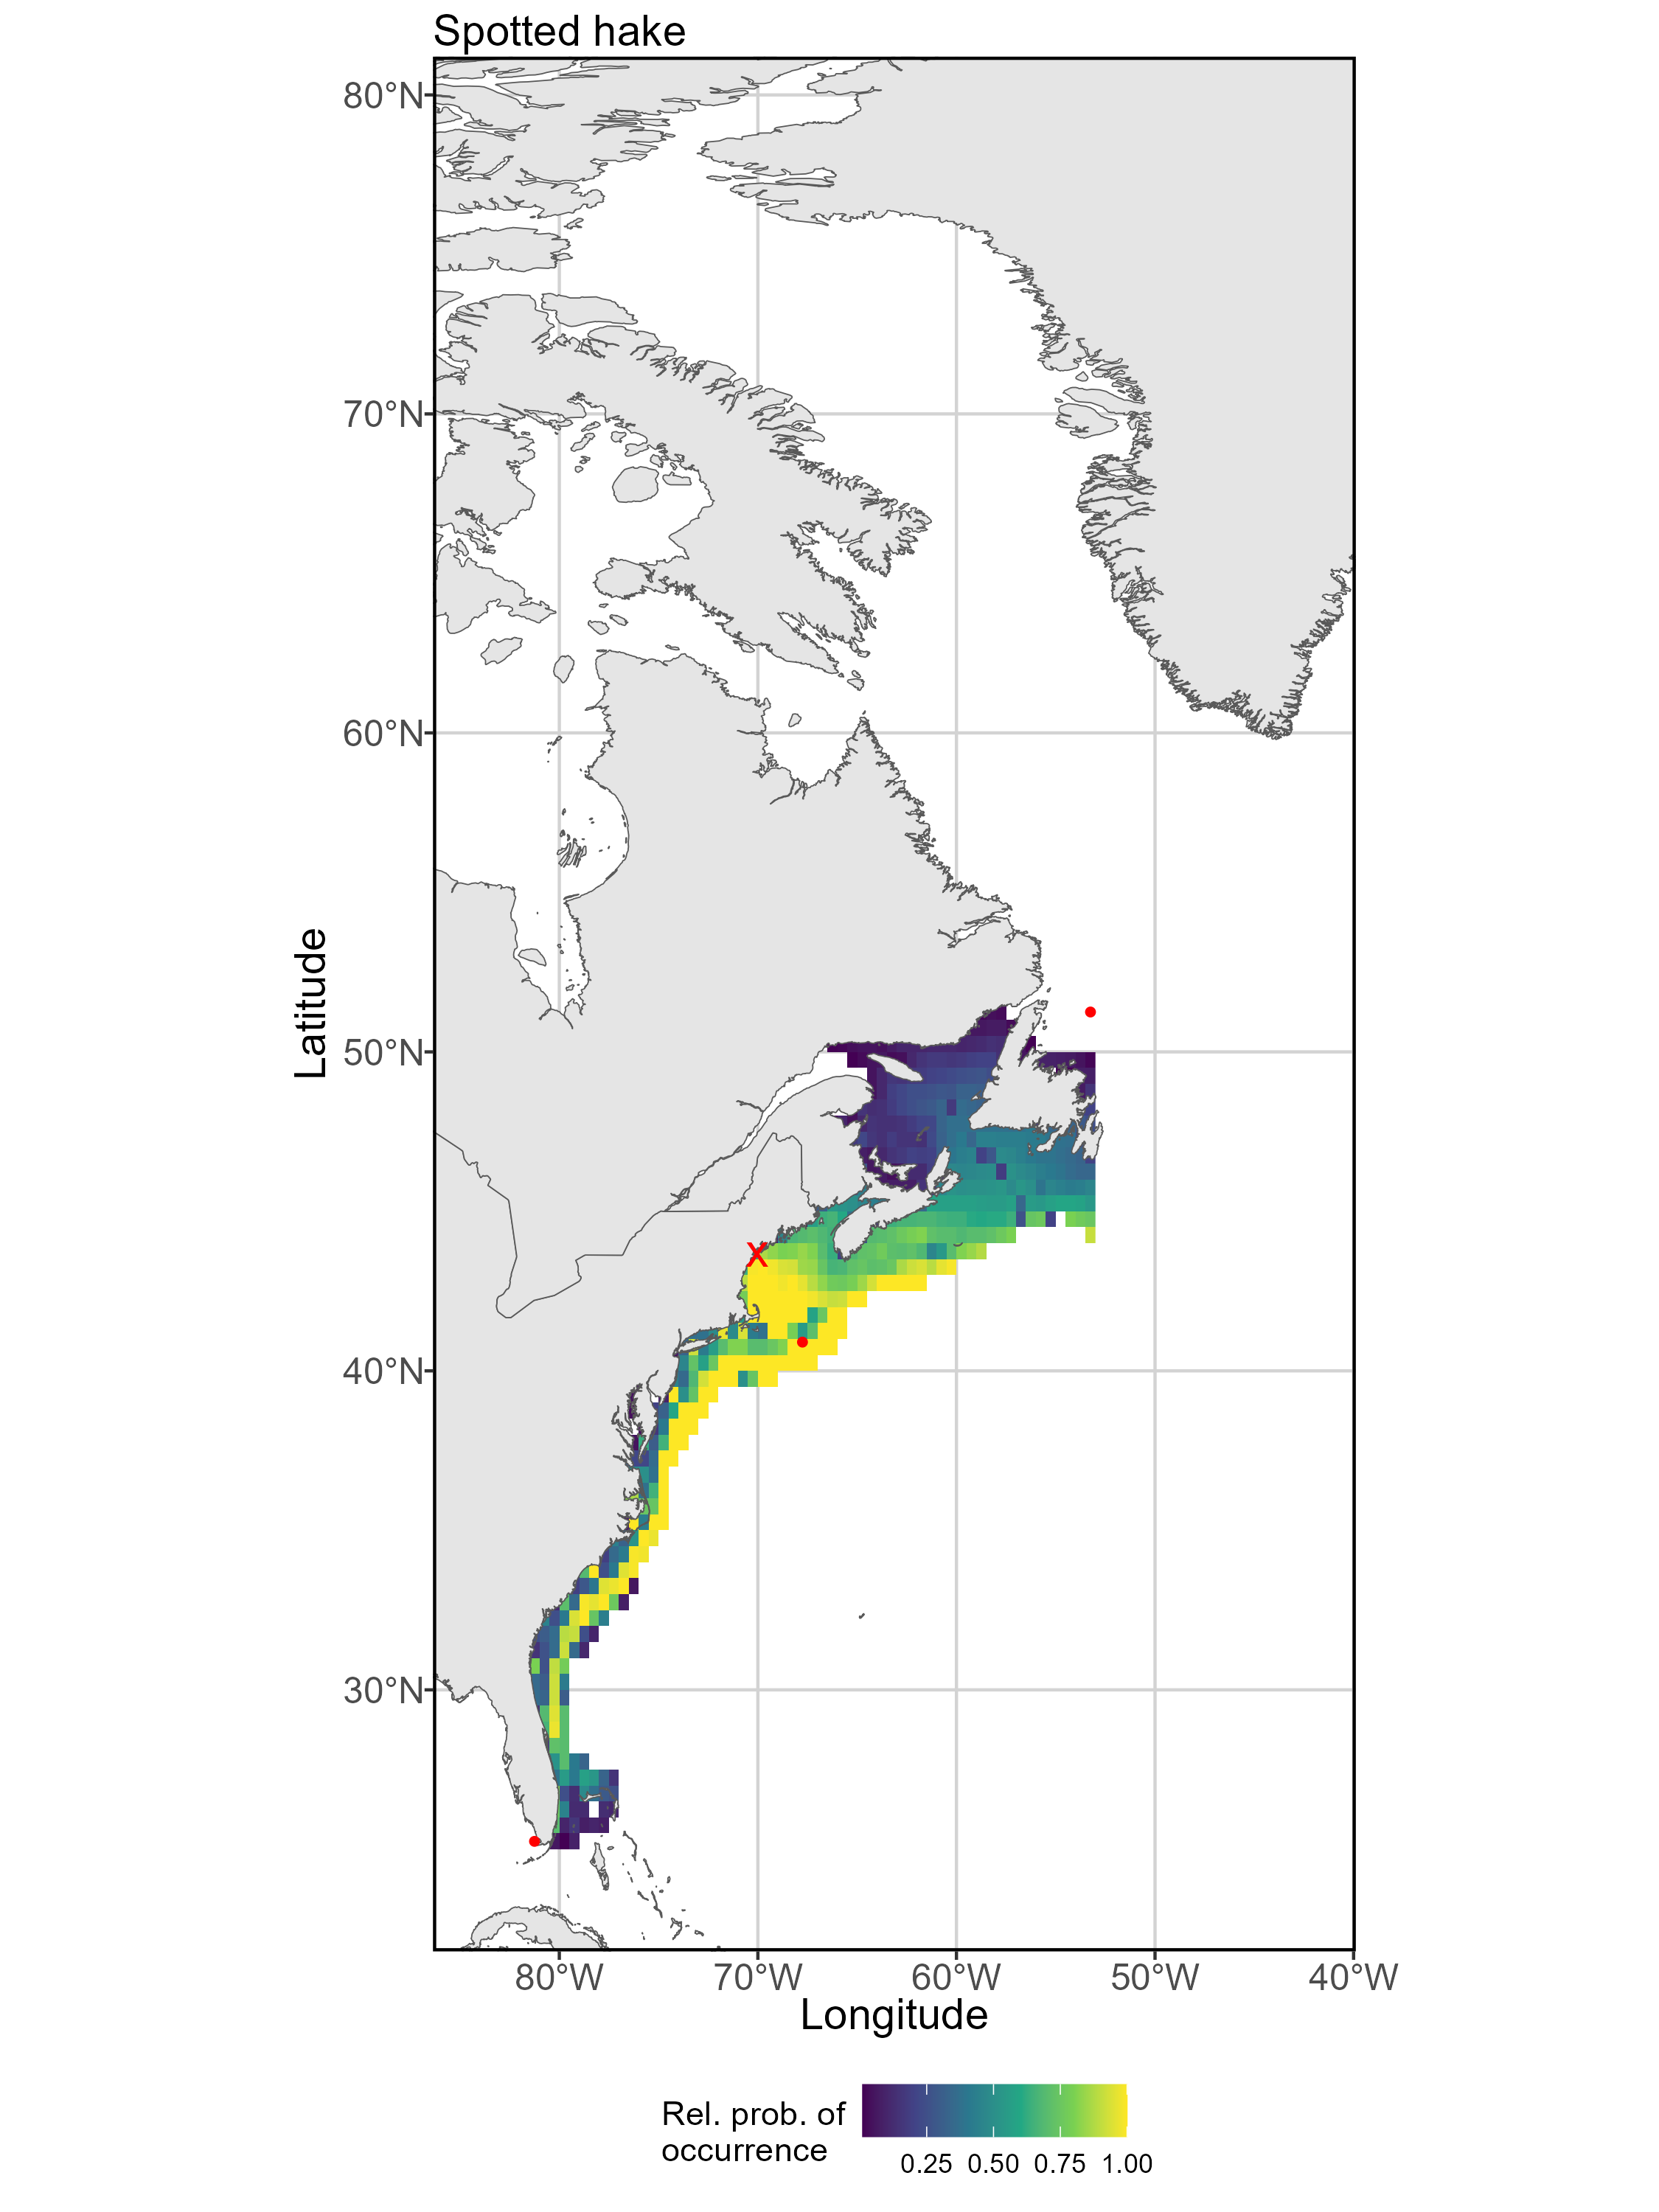 Spotted hake
80°N
70°N
60°N
50°N
40°N
30°N
Latitude
X
80°W 70°W 60°W 50°W 40°W
Longitude
Rel. prob. of
occurrence
0.25 0.50 0.75 1.00